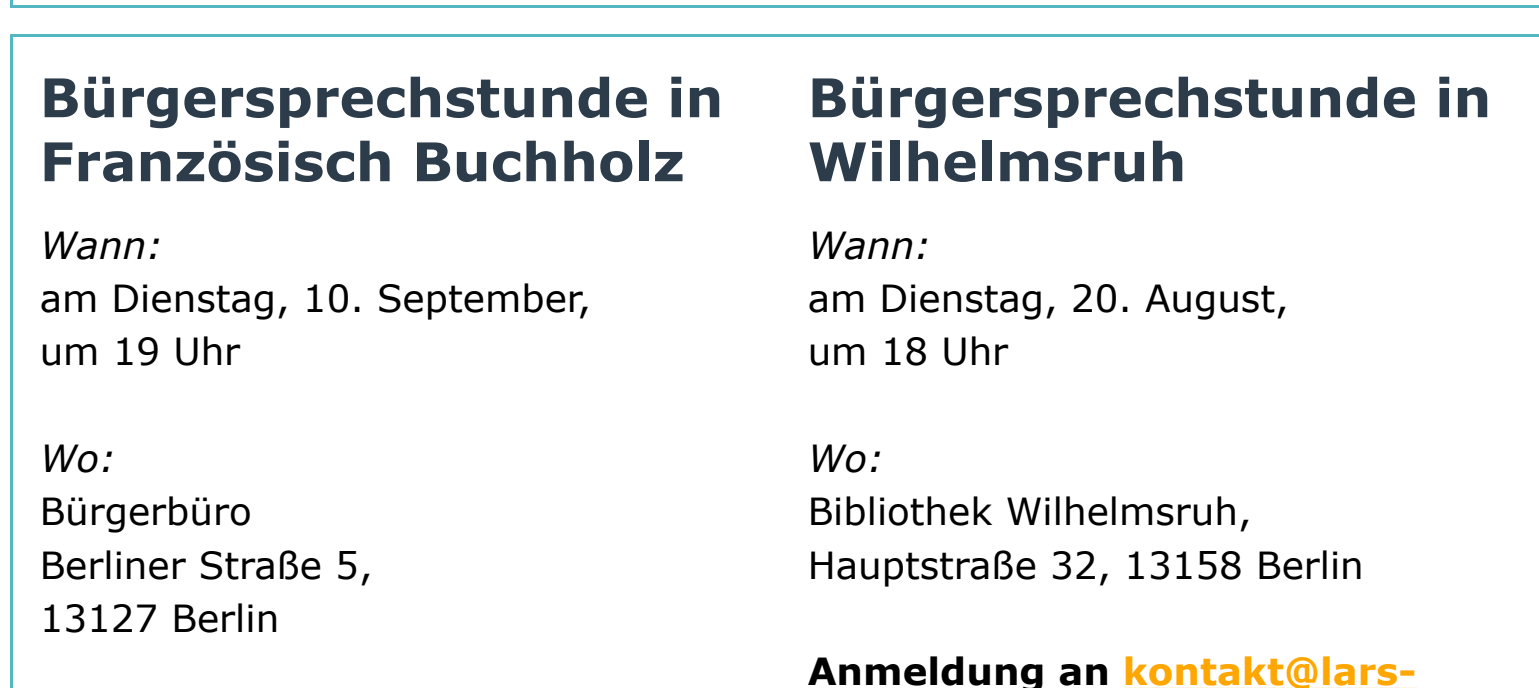 Bürgersprechstunde in
Französisch Buchholz
Wann:
am Dienstag, 10. September,
um 19 Uhr
Wo:
Bürgerbüro
Berliner Straße 5,
13127 Berlin
Bürgersprechstunde in
Wilhelmsruh
Wann:
am Dienstag, 20. August,
um 18 Uhr
Wo:
Bibliothek Wilhelmsruh,
Hauptstraße 32, 13158 Berlin
Anmeldung an kontakt@lars-